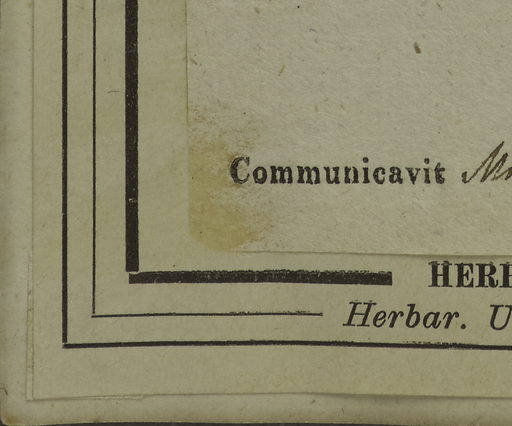 Communicavit
HERB
Herbar. U